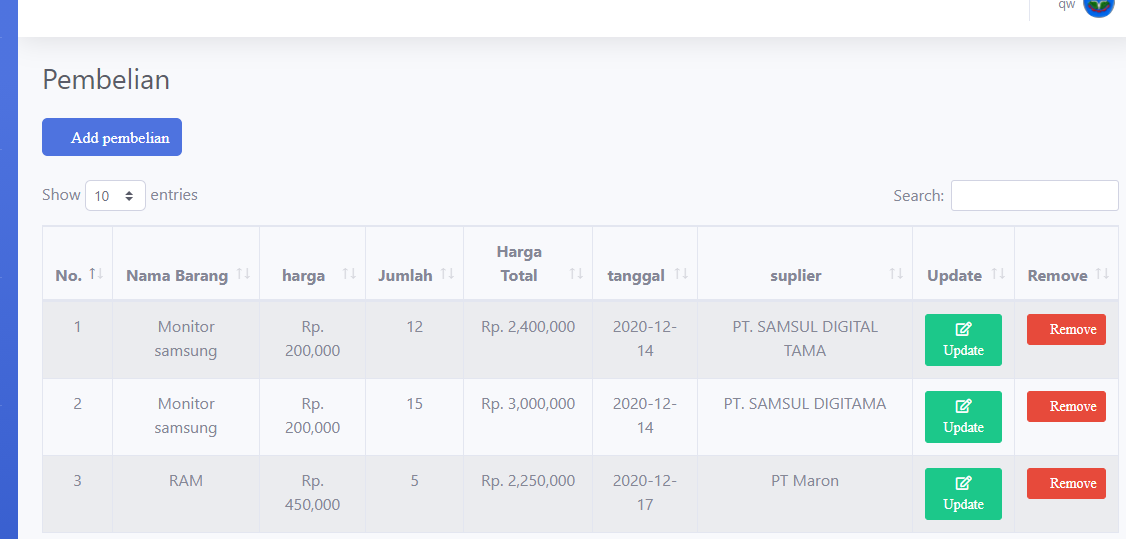 qw
Pembelian
Add pembelian
Show 10 entries
Search:
No. Nama Barang harga Jumlah Harga Total tanggal suplier Update Remove
1 Monitor samsung Rp. 200,000 12 Rp. 2,400,000 2020-12-14 PT. SAMSUL DIGITAL TAMA Update Remove
2 Monitor samsung Rp. 200,000 15 Rp. 3,000,000 2020-12-14 PT. SAMSUL DIGITAMA Update Remove
3 RAM Rp. 450,000 5 Rp. 2,250,000 2020-12-17 PT Maron Update Remove